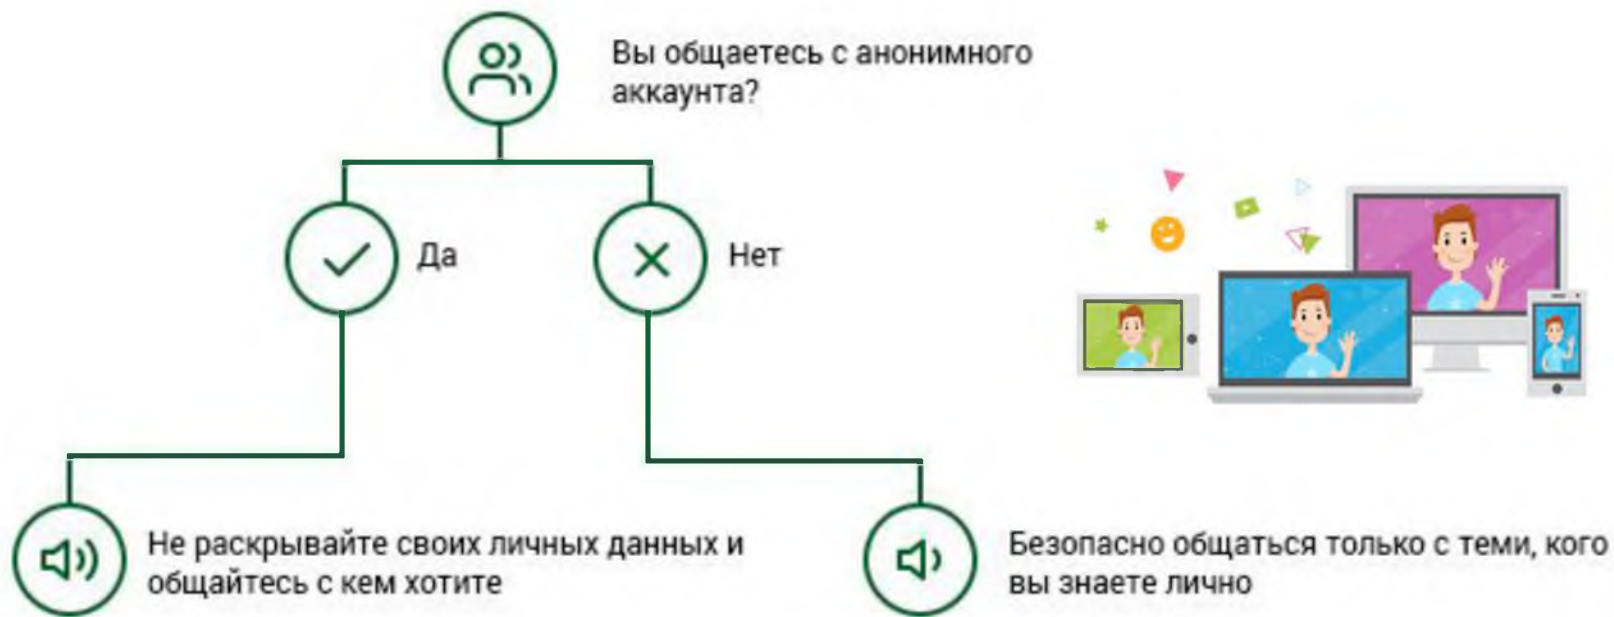 Вы общаетесь с анонимного
аккаунта?
Да
Нет
Не раскрывайте своих личных данных и
общайтесь с кем хотите
Безопасно общаться только с теми, кого
вы знаете лично